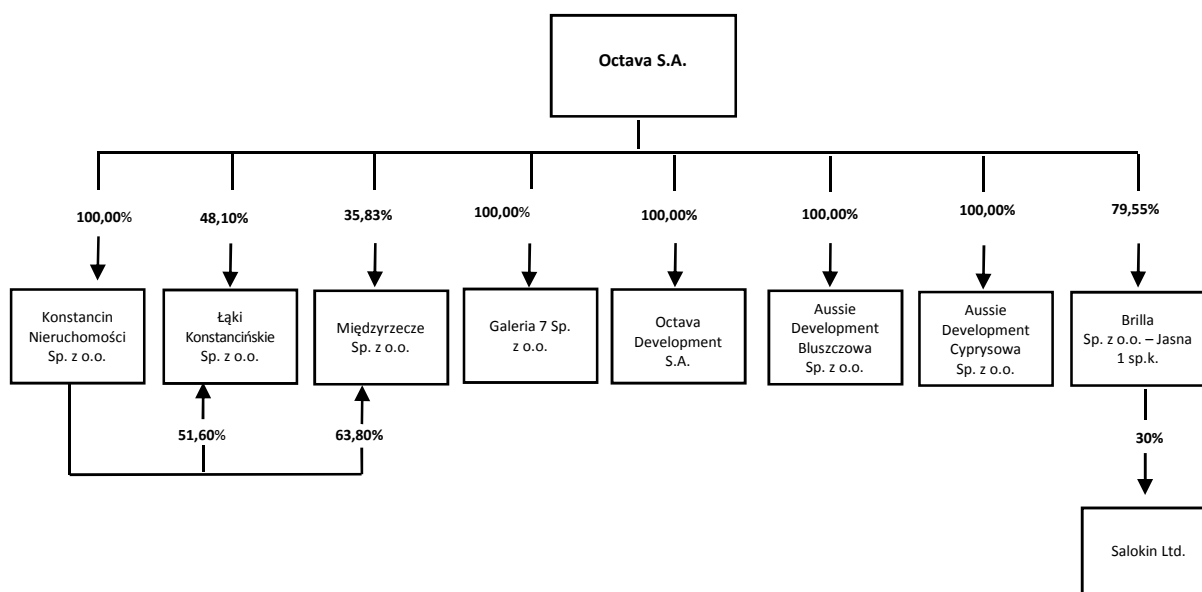 Octava S.A.
100,00%
48,10%
35,83%
100,00%
100,00%
100,00%
100,00%
79,55%
Konstancin
Nieruchomości
Sp. z o.o.
Łąki
Konstancińskie
Sp. z o.o.
Międzyrzecze
Sp. z o.o.
Galeria 7 Sp.
z o.o.
Octava
Development
S.A.
Aussie
Development
Bluszczowa
Sp. z o.o.
Aussie
Development
Cyprysowa
Sp. z o.o.
Brilla
Sp. z o.o. – Jasna
1 sp.k.
51,60%
63,80%
30%
Salokin Ltd.